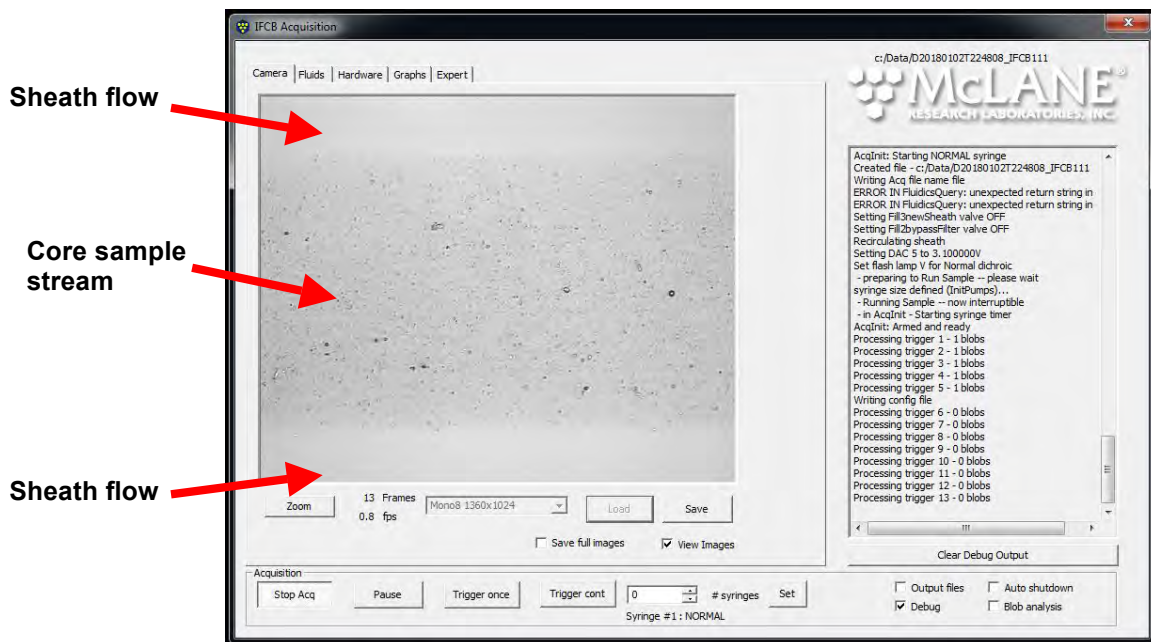 IFCB Acquisition
X
c:/Data/D20180102T224808_IFCB111
Camera Fluids Hardware Graphs Expert
McLANE®
RESEARCH LABORATORIES, INC.
Sheath flow
Core sample
stream
Sheath flow
AcqInit: Starting NORMAL syringe
Created file - c:/Data/D20180102T224808_IFCB111
Writing Acq file name file
ERROR IN FluidicsQuery: unexpected return string in
ERROR IN FluidicsQuery: unexpected return string in
Setting Fill3newSheath valve OFF
Setting Fill2bypassFilter valve OFF
Recirculating sheath
Setting DAC 5 to 3.100000V
Set flash lamp V for Normal dichroic
- preparing to Run Sample -- please wait
syringe size defined (InitPumps)...
- Running Sample -- now interruptible
- in AcqInit - Starting syringe timer
AcqInit: Armed and ready
Processing trigger 1 - 1 blobs
Processing trigger 2 - 1 blobs
Processing trigger 3 - 1 blobs
Processing trigger 4 - 1 blobs
Processing trigger 5 - 1 blobs
Writing config file
Processing trigger 6 - 0 blobs
Processing trigger 7 - 0 blobs
Processing trigger 8 - 0 blobs
Processing trigger 9 - 0 blobs
Processing trigger 10 - 0 blobs
Processing trigger 11 - 0 blobs
Processing trigger 12 - 0 blobs
Processing trigger 13 - 0 blobs
Zoom
13 Frames
0.8 fps
Mono8 1360x1024
Load
Save
Save full images
View Images
Clear Debug Output
Acquisition
Stop Acq
Pause
Trigger once
Trigger cont
0
# syringes
Set
Syringe #1 : NORMAL
Output files
Auto shutdown
Debug
Blob analysis